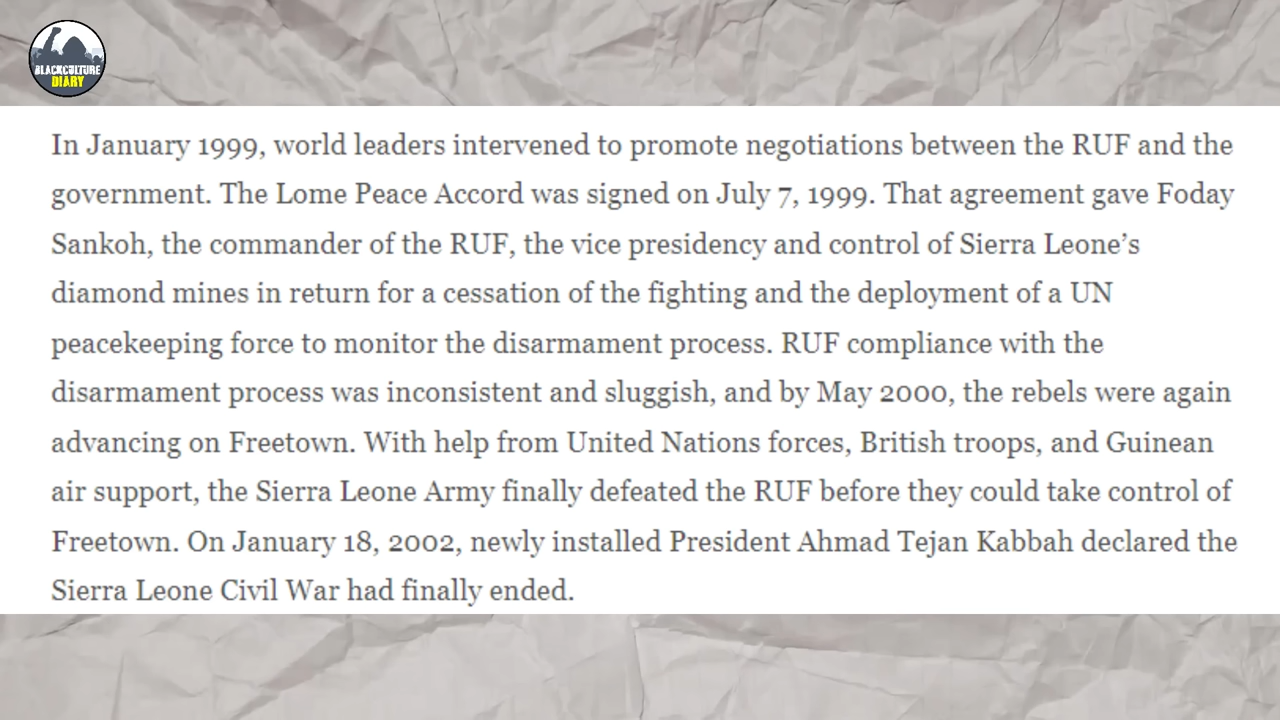 BLACKCULTURE
DIARY
In January 1999, world leaders intervened to promote negotiations between the RUF and the
government. The Lome Peace Accord was signed on July 7, 1999. That agreement gave Foday
Sankoh, the commander of the RUF, the vice presidency and control of Sierra Leone’s
diamond mines in return for a cessation of the fighting and the deployment of a UN
peacekeeping force to monitor the disarmament process. RUF compliance with the
disarmament process was inconsistent and sluggish, and by May 2000, the rebels were again
advancing on Freetown. With help from United Nations forces, British troops, and Guinean
air support, the Sierra Leone Army finally defeated the RUF before they could take control of
Freetown. On January 18, 2002, newly installed President Ahmad Tejan Kabbah declared the
Sierra Leone Civil War had finally ended.